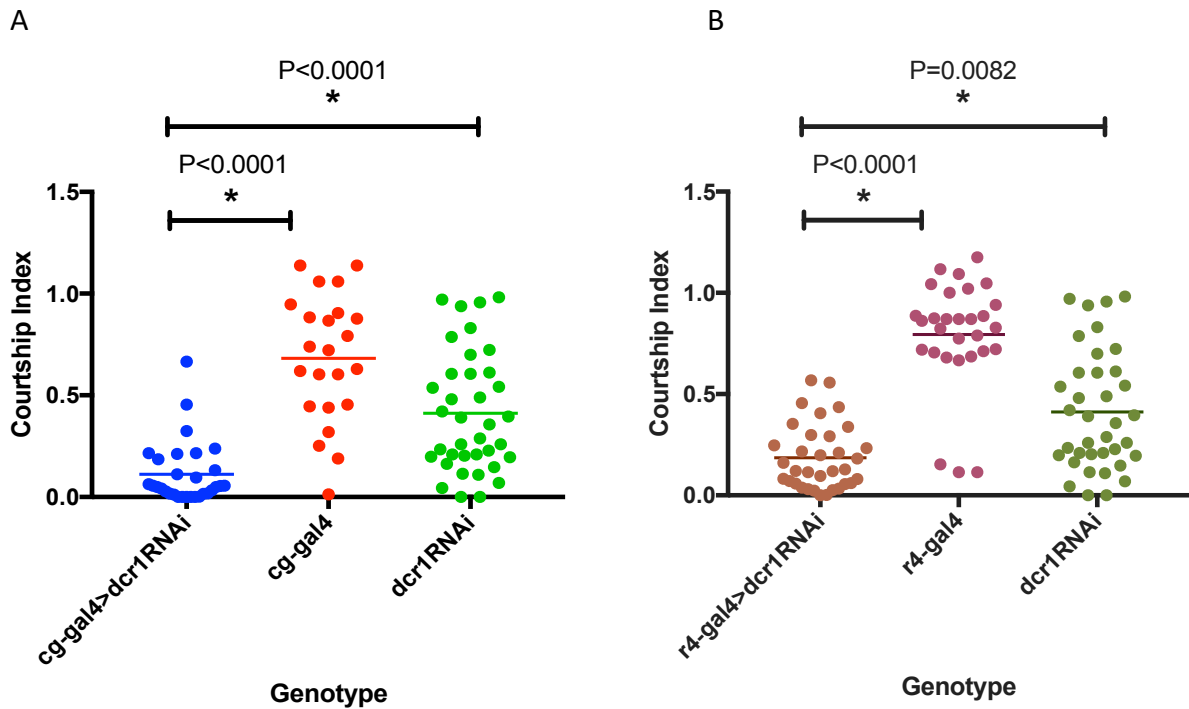 A
P<0.0001
*
P<0.0001
*
Courtship Index
1.5
1.0
0.5
0.0
cg-gal4>dcr1RNAi
cg-gal4
dcr1RNAi
Genotype
B
P=0.0082
*
P<0.0001
*
Courtship Index
1.5
1.0
0.5
0.0
r4-gal4>dcr1RNAi
r4-gal4
dcr1RNAi
Genotype